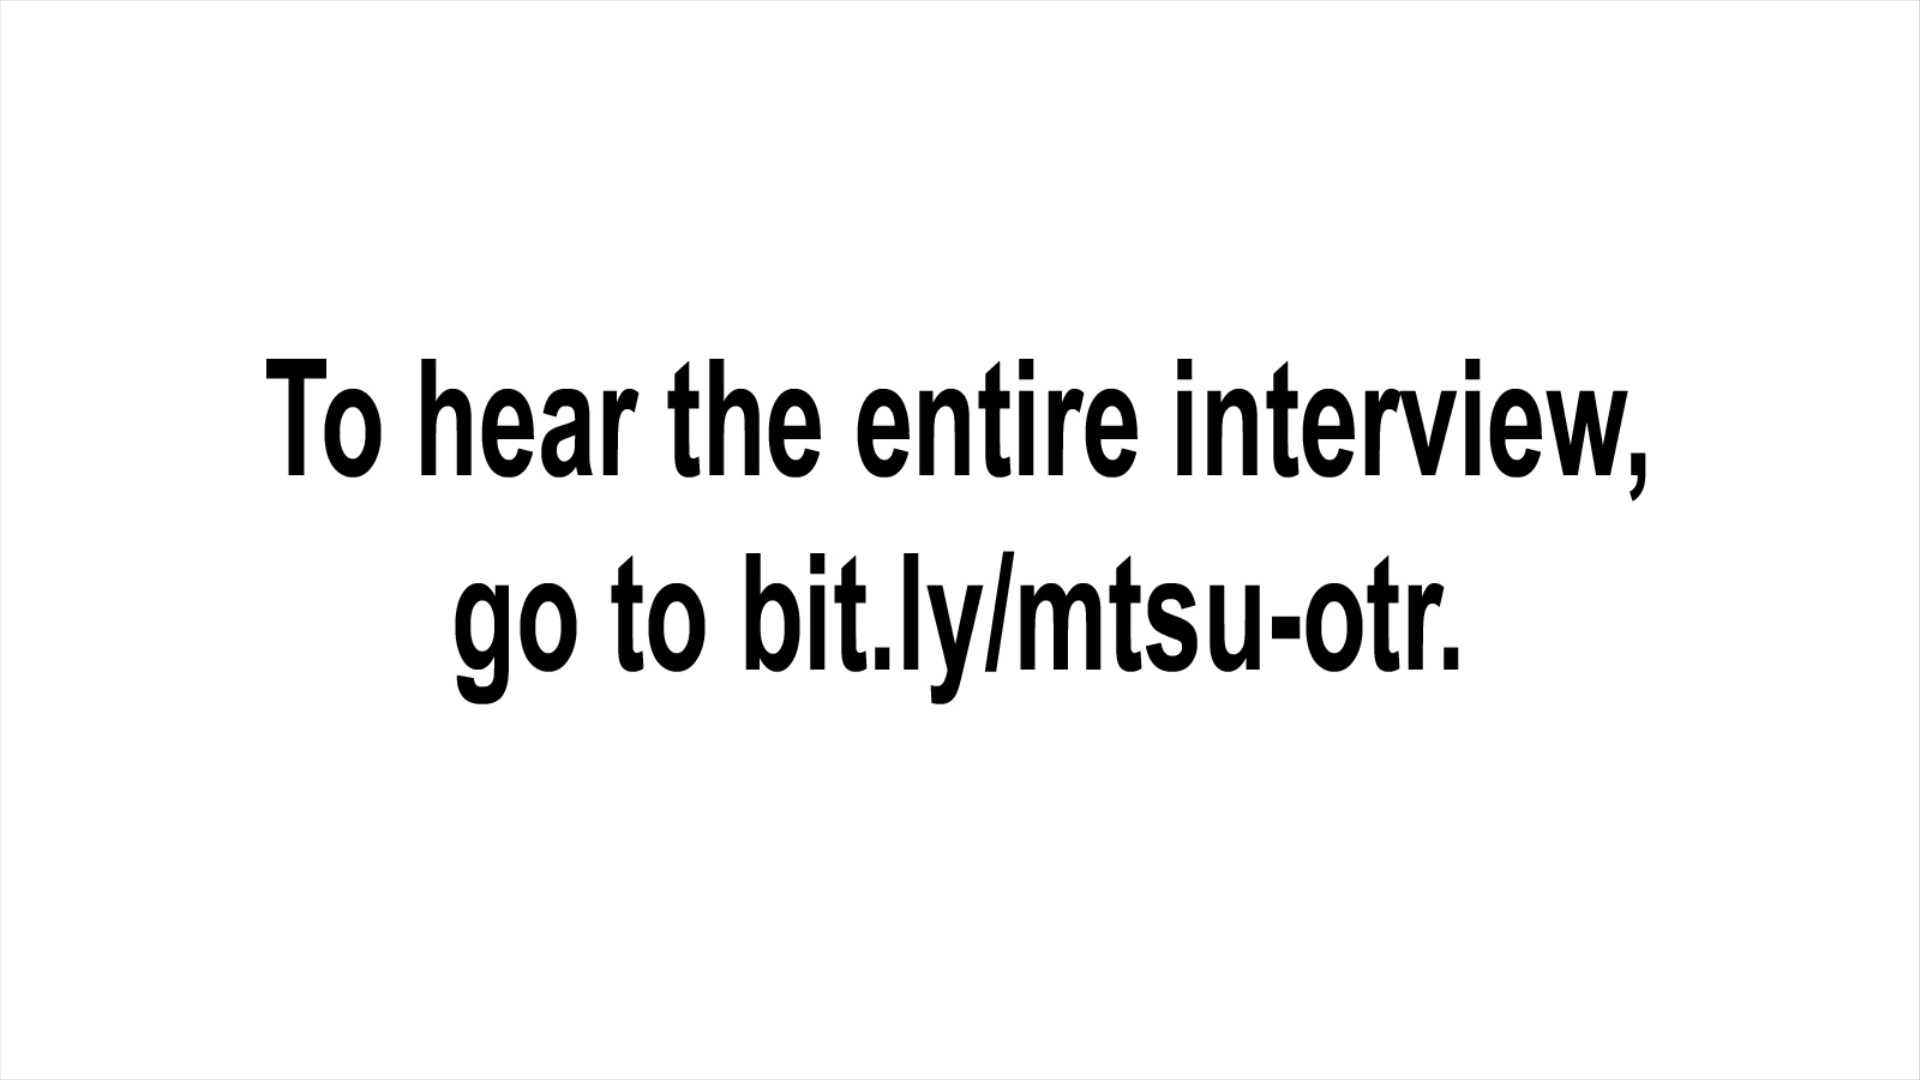 To hear the entire interview,
go to bit.ly/mtsu-otr.